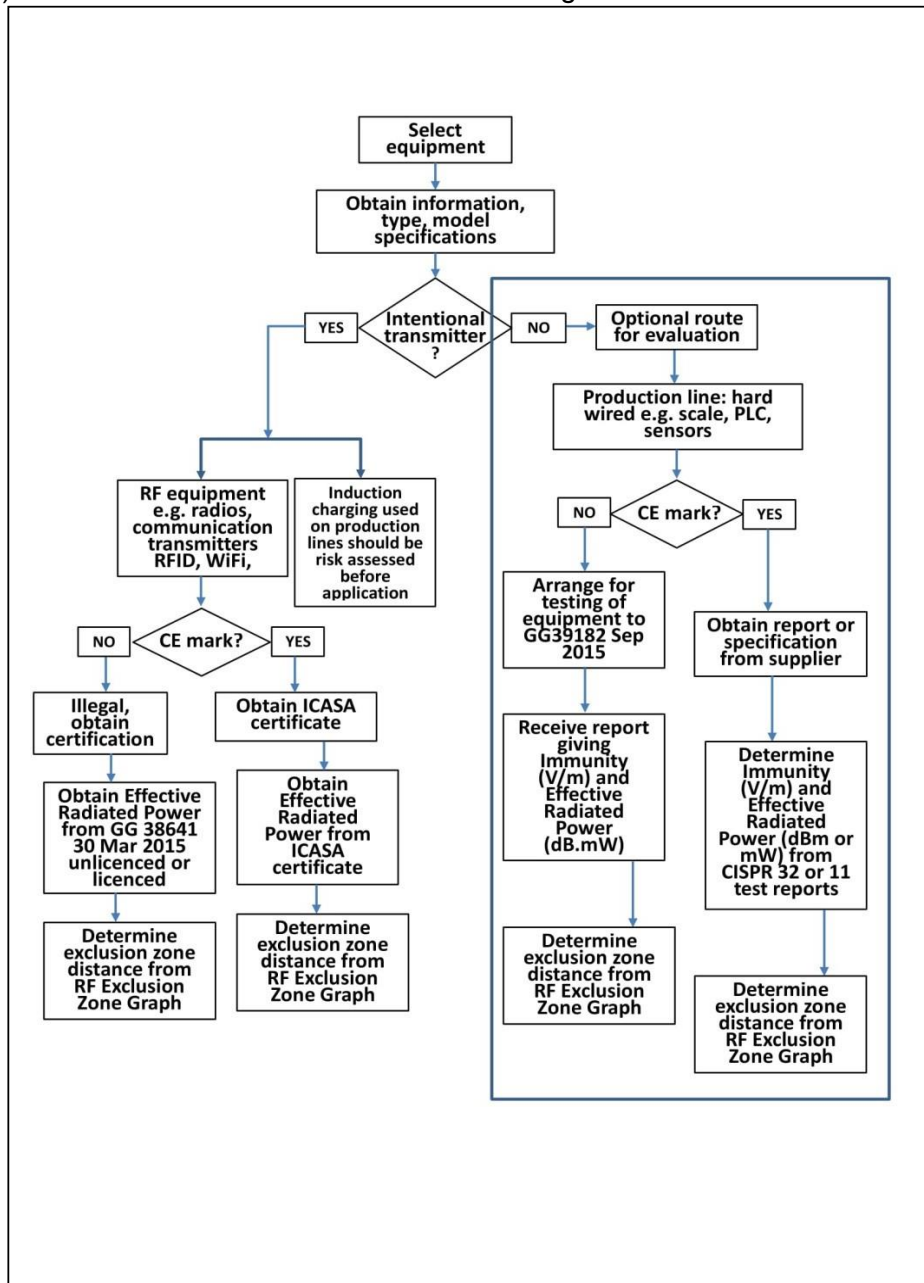 Select
equipment
Obtain information,
type, model
specifications
Intentional
transmitter
?
YES
NO
Optional route
for evaluation
Production line: hard
wired e.g. scale, PLC,
sensors
RF equipment
e.g. radios,
communication
transmitters
RFID, WiFi,
Induction
charging used
on production
lines should be
risk assessed
before
application
NO
CE mark?
YES
Illegal,
obtain
certification
Obtain ICASA
certificate
Obtain Effective
Radiated Power
from GG 38641
30 Mar 2015
unlicenced or
licenced
Obtain
Effective
Radiated
Power from
ICASA
certificate
Determine
exclusion zone
distance from
RF Exclusion
Zone Graph
Determine
exclusion zone
distance from
RF Exclusion
Zone Graph
NO
CE mark?
YES
Arrange for
testing of
equipment to
GG39182 Sep
2015
Obtain report or
specification
from supplier
Receive report
giving
Immunity
(V/m) and
Effective
Radiated
Power
(dB.mW)
Determine
Immunity
(V/m) and
Effective
Radiated
Power (dBm or
mW) from
CISPR 32 or 11
test reports
Determine
exclusion zone
distance from
RF Exclusion
Zone Graph
Determine
exclusion zone
distance from
RF Exclusion
Zone Graph